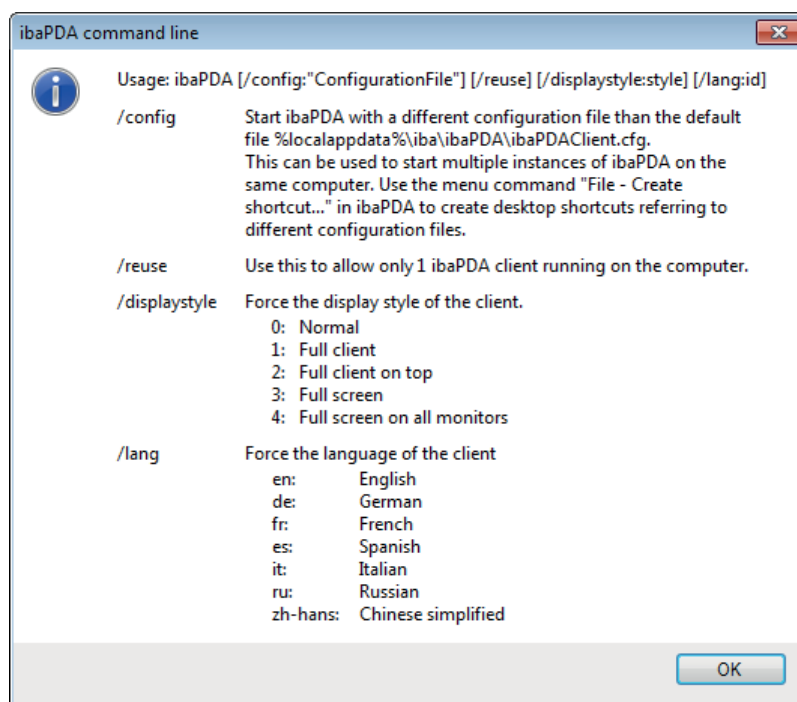 ibaPDA command line
Usage: ibaPDA [/config:"ConfigurationFile"] [/reuse] [/displaystyle:style] [/lang:id]
/config Start ibaPDA with a different configuration file than the default
file %localappdata%\iba\ibaPDA\ibaPDAClient.cfg.
This can be used to start multiple instances of ibaPDA on the
same computer. Use the menu command "File - Create
shortcut..." in ibaPDA to create desktop shortcuts referring to
different configuration files.
/reuse Use this to allow only 1 ibaPDA client running on the computer.
/displaystyle Force the display style of the client.
0: Normal
1: Full client
2: Full client on top
3: Full screen
4: Full screen on all monitors
/lang Force the language of the client
en: English
de: German
fr: French
es: Spanish
it: Italian
ru: Russian
zh-hans: Chinese simplified
OK